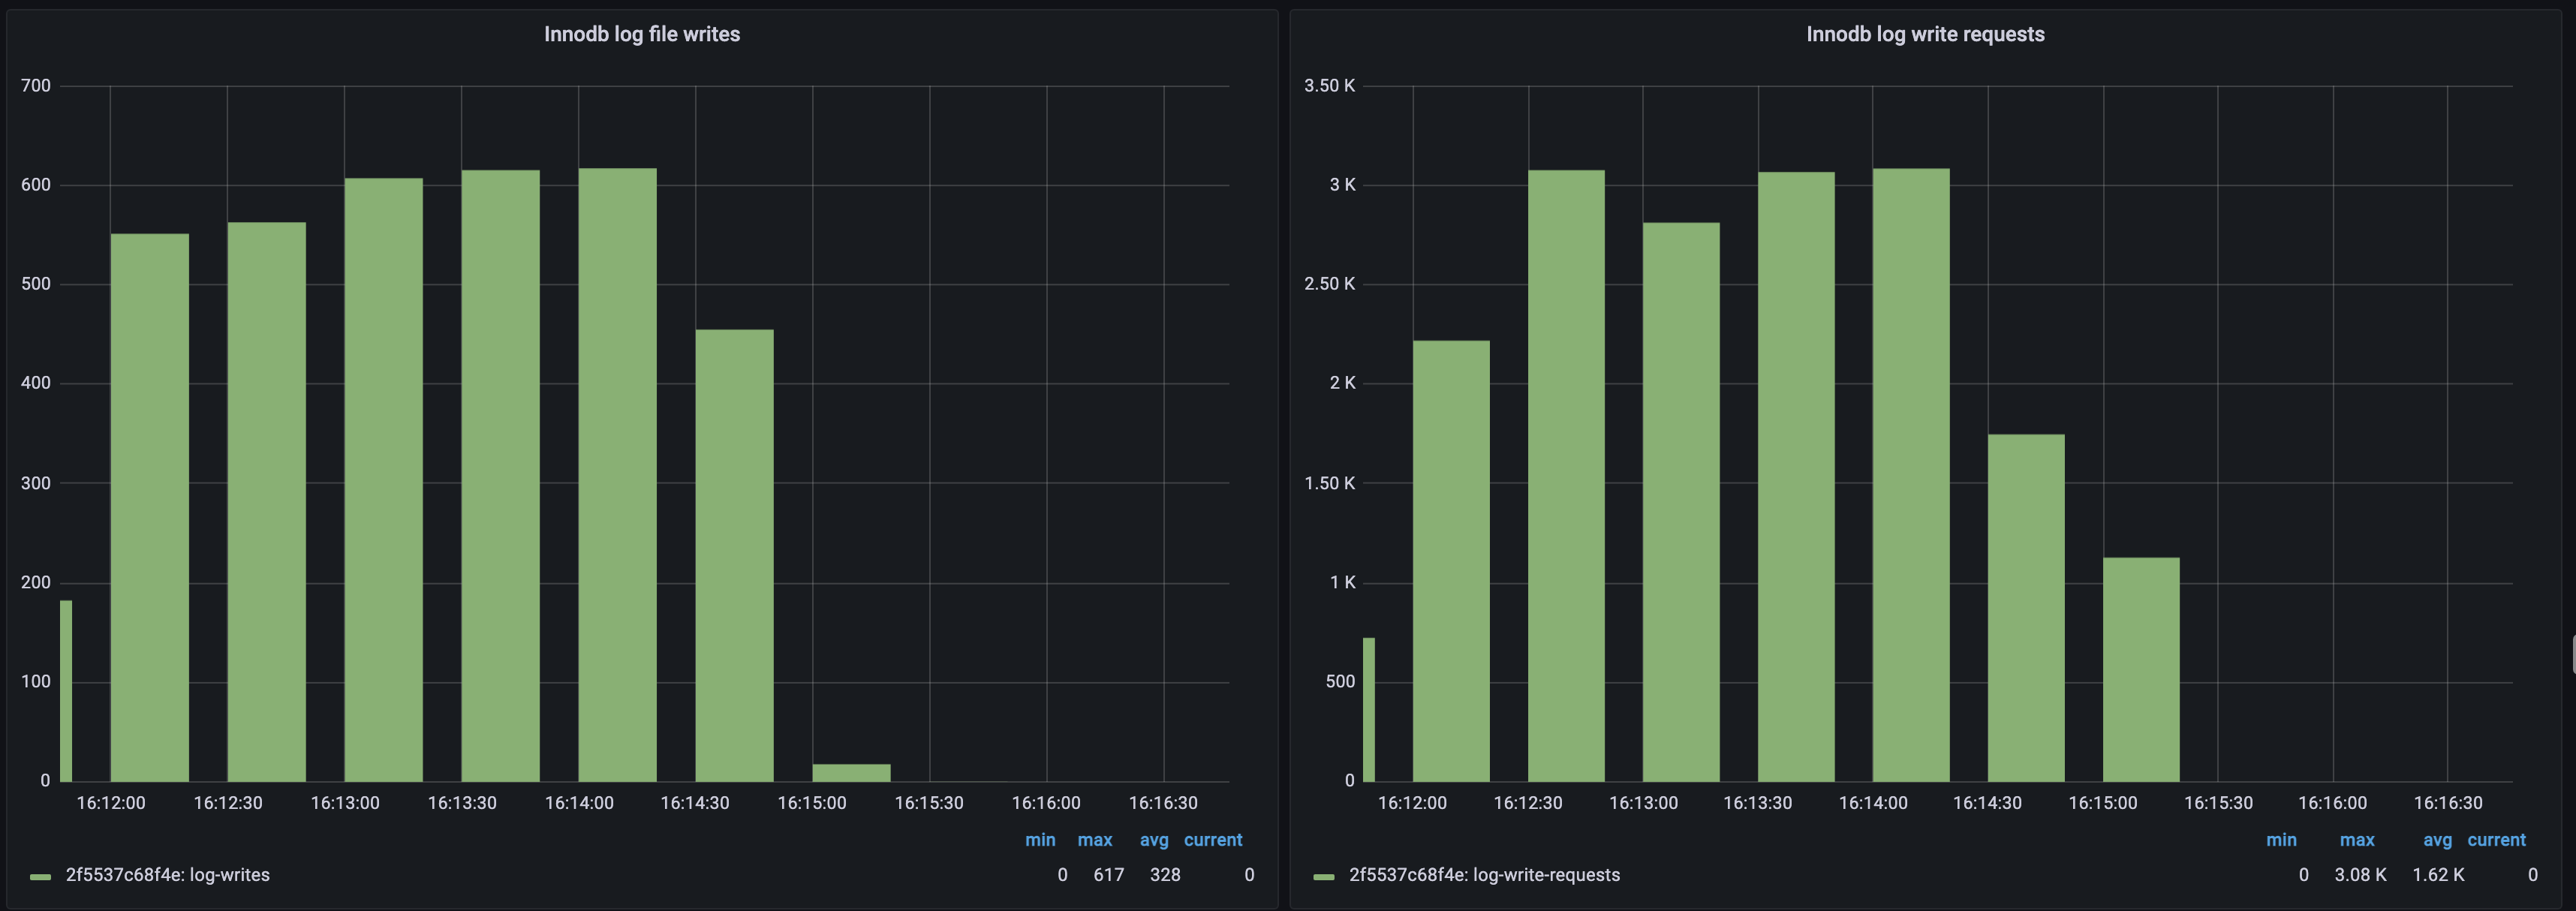 Innodb log file writes
700
600
500
400
300
200
100
0
16:12:00 16:12:30 16:13:00 16:13:30 16:14:00 16:14:30 16:15:00 16:15:30 16:16:00 16:16:30
min max avg current
2f5537c68f4e: log-writes 0 617 328 0
Innodb log write requests
3.50 K
3 K
2.50 K
2 K
1.50 K
1 K
500
0
16:12:00 16:12:30 16:13:00 16:13:30 16:14:00 16:14:30 16:15:00 16:15:30 16:16:00 16:16:30
min max avg current
2f5537c68f4e: log-write-requests 0 3.08 K 1.62 K 0